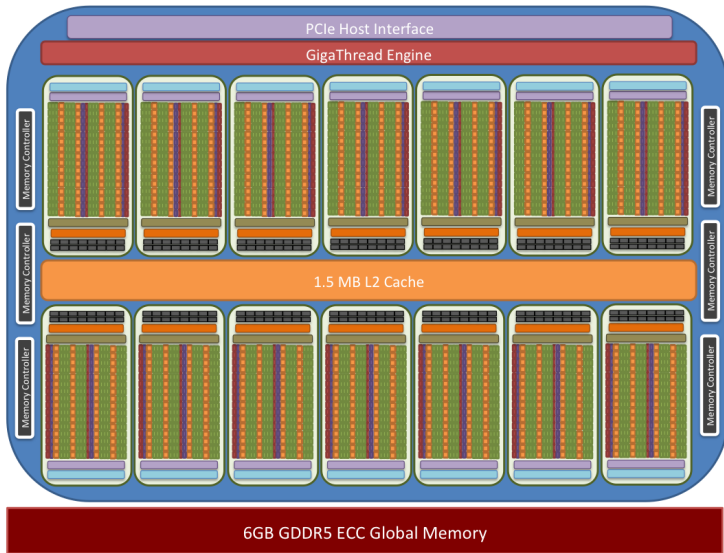 PCIe Host Interface
GigaThread Engine
Memory Controller
Memory Controller
Memory Controller
Memory Controller
1.5 MB L2 Cache
Memory Controller
Memory Controller
6GB GDDR5 ECC Global Memory